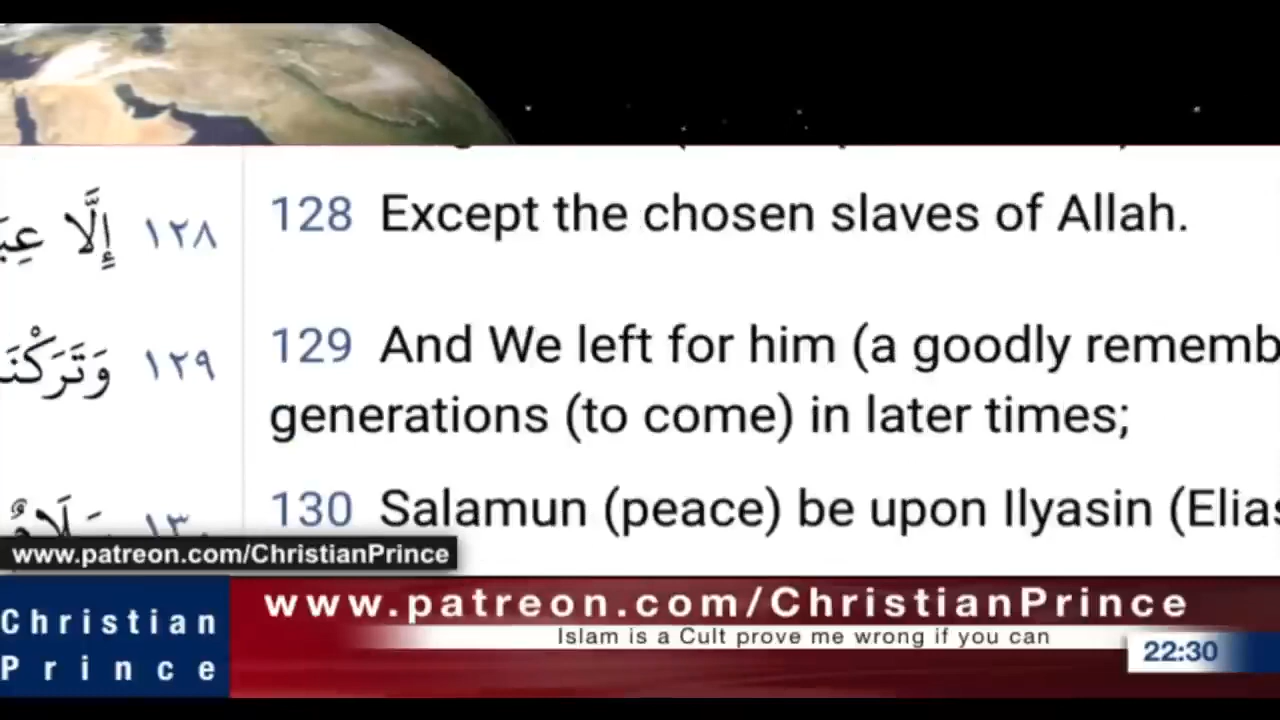 إِلَّا ١٢٨
128 Except the chosen slaves of Allah.
١٢٩
129 And We left for him (a goodly rememb
generations (to come) in later times;
١٣٠
130 Salamun (peace) be upon Ilyasin (Elias
www.patreon.com/ChristianPrince
Christian
Prince
www.patreon.com/ChristianPrince
Islam is a Cult prove me wrong if you can
22:30